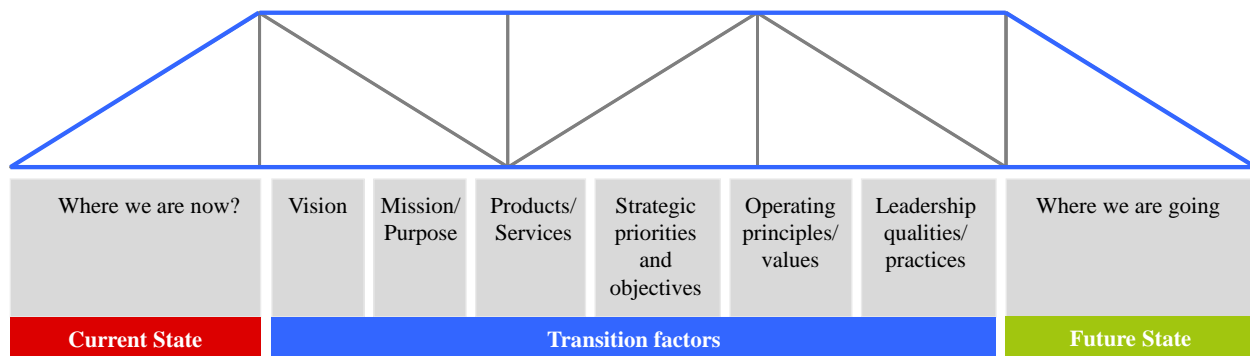 Where we are now?
Vision
Mission/
Purpose
Products/
Services
Strategic
priorities
and
objectives
Operating
principles/
values
Leadership
qualities/
practices
Where we are going
Current State
Transition factors
Future State